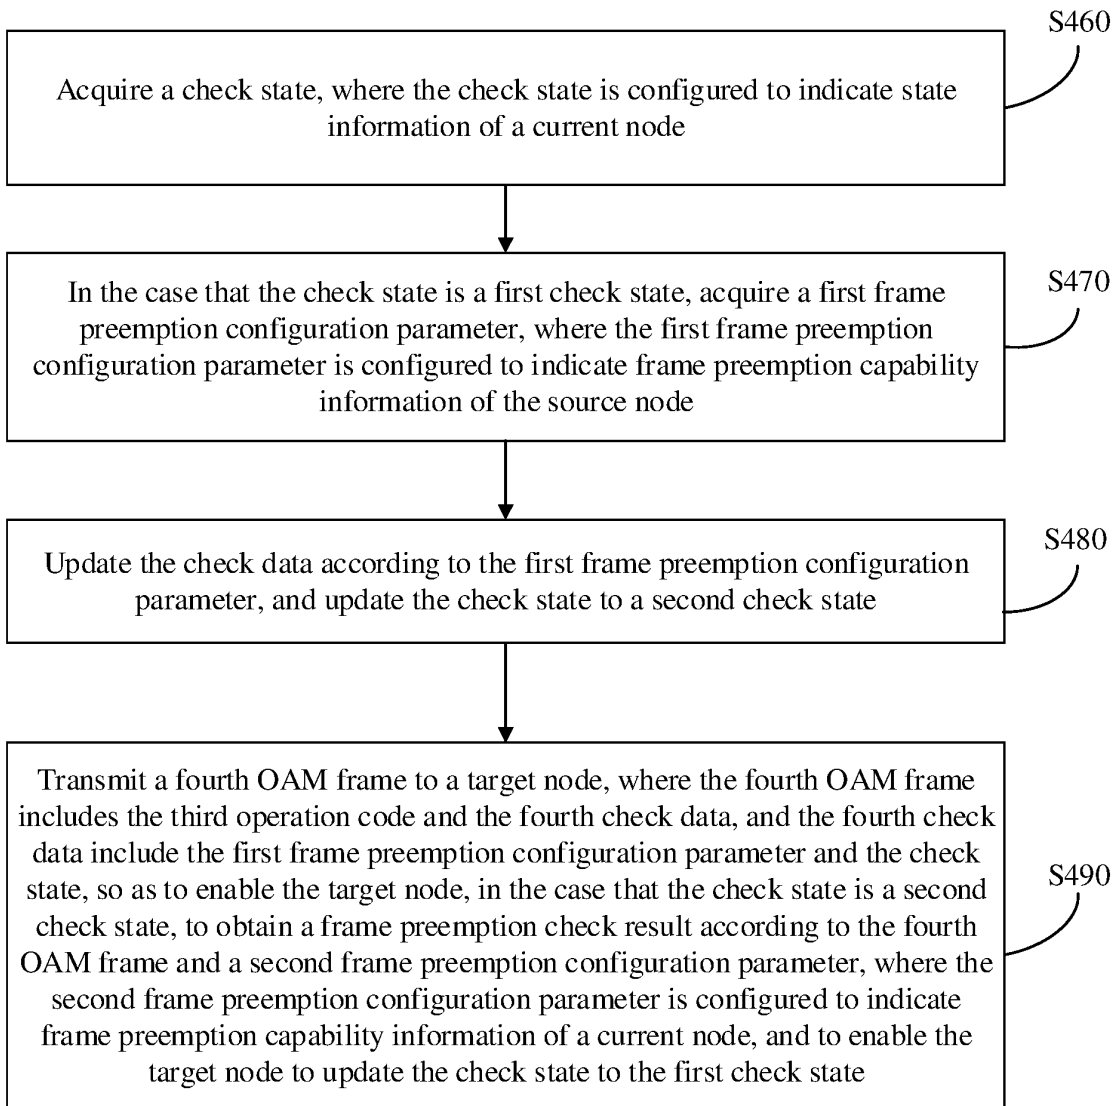 S460
Acquire a check state, where the check state is configured to indicate state
information of a current node
S470
In the case that the check state is a first check state, acquire a first frame
preemption configuration parameter, where the first frame preemption
configuration parameter is configured to indicate frame preemption capability
information of the source node
S480
Update the check data according to the first frame preemption configuration
parameter, and update the check state to a second check state
Transmit a fourth OAM frame to a target node, where the fourth OAM frame
includes the third operation code and the fourth check data, and the fourth check
data include the first frame preemption configuration parameter and the check
state, so as to enable the target node, in the case that the check state is a second
check state, to obtain a frame preemption check result according to the fourth
OAM frame and a second frame preemption configuration parameter, where the
second frame preemption configuration parameter is configured to indicate
frame preemption capability information of a current node, and to enable the
target node to update the check state to the first check state
S490